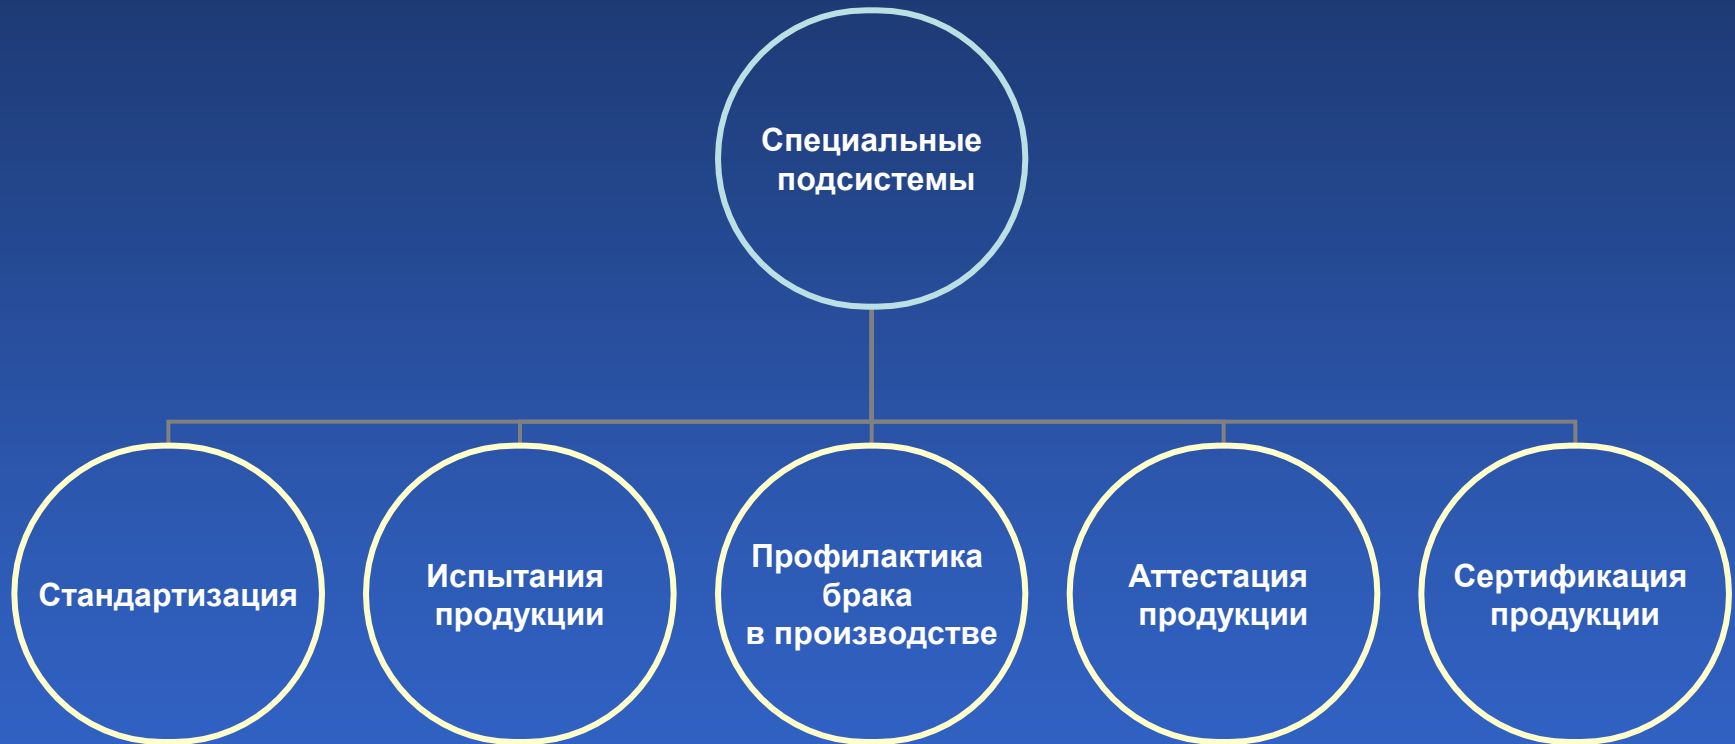 Специальные
подсистемы
Стандартизация
Испытания
продукции
Профилактика
брака
в производстве
Аттестация
продукции
Сертификация
продукции